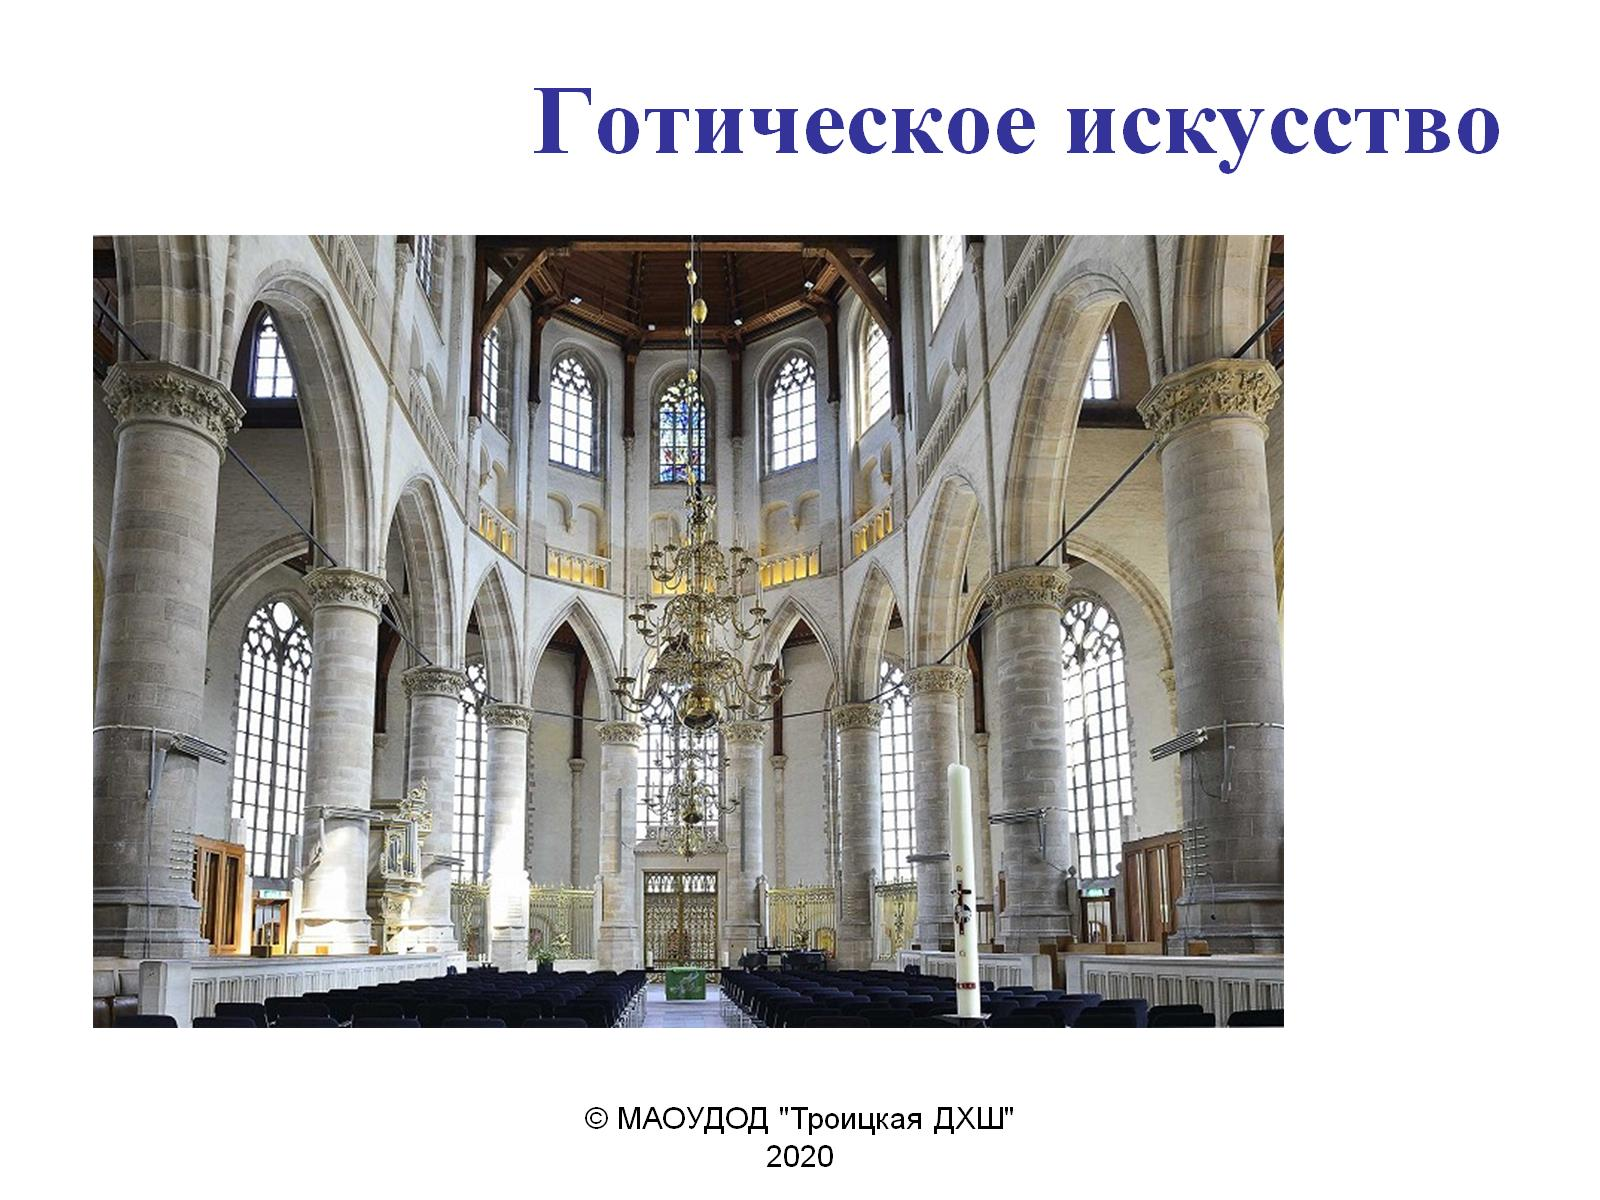 Готическое искусство
© МАОУДОД "Троицкая ДХШ"
2020